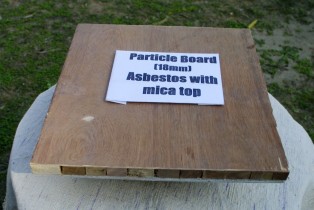 Particle Board
(18mm)
Asbestos with
mica top